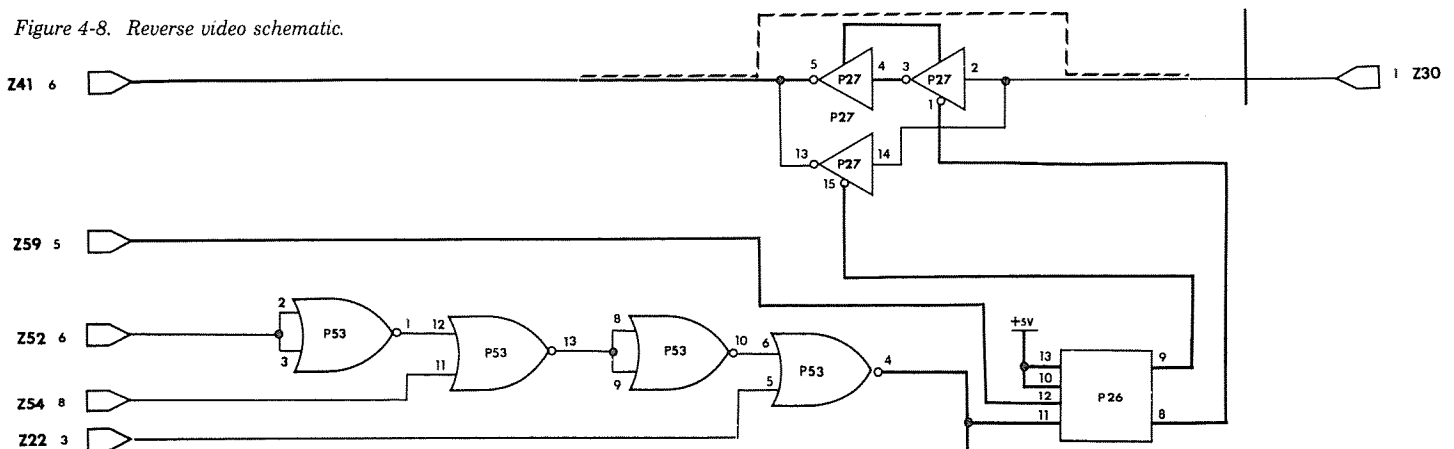 Figure 4-8. Reverse video schematic.
Z41 6
5 P27 4 3 P27 2
1
1 Z30
P27
13 P27 14
15
Z59 5
Z52 6
2
3
P53
1
12
11
P53
13
8
9
P53
10
6
5
P53
4
Z54 8
Z22 3
+5V
13
10
12
11
P26
9
8